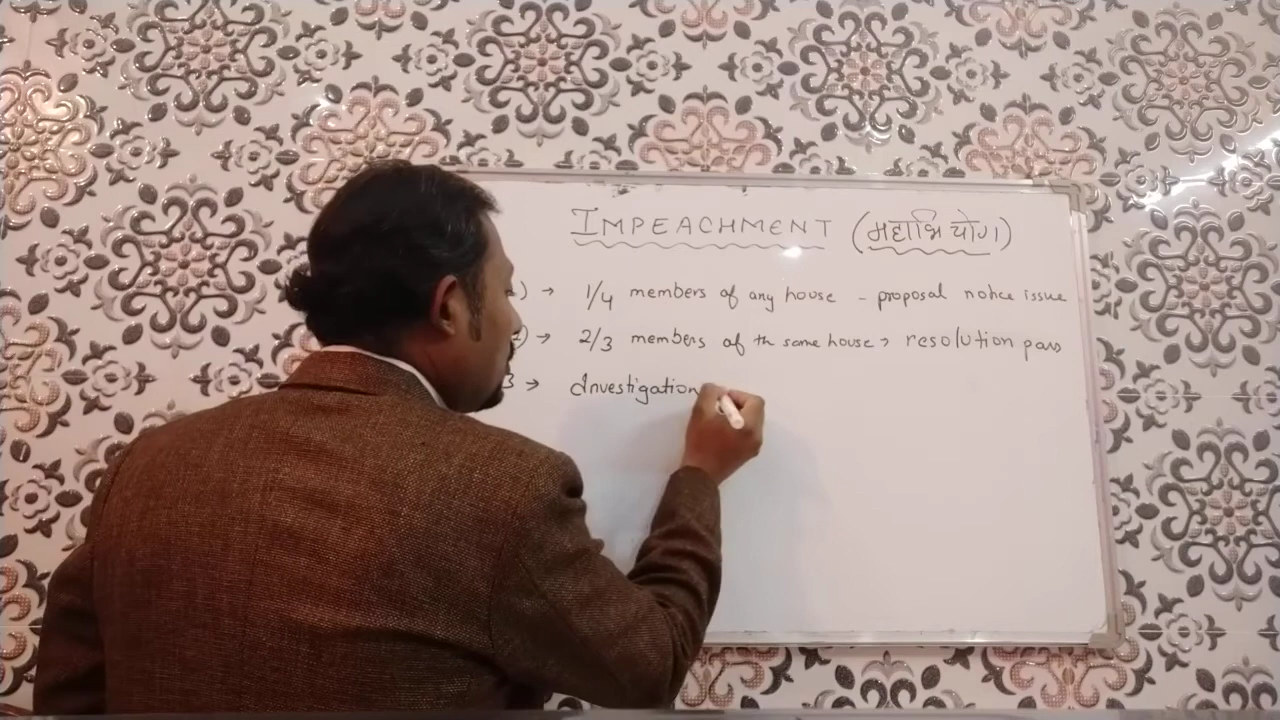 IMPEACHMENT (महाभियोग)
1) → 1/4 members of any house - proposal notice issue
2) → 2/3 members of th same house → resolution pass
3 → Investigation